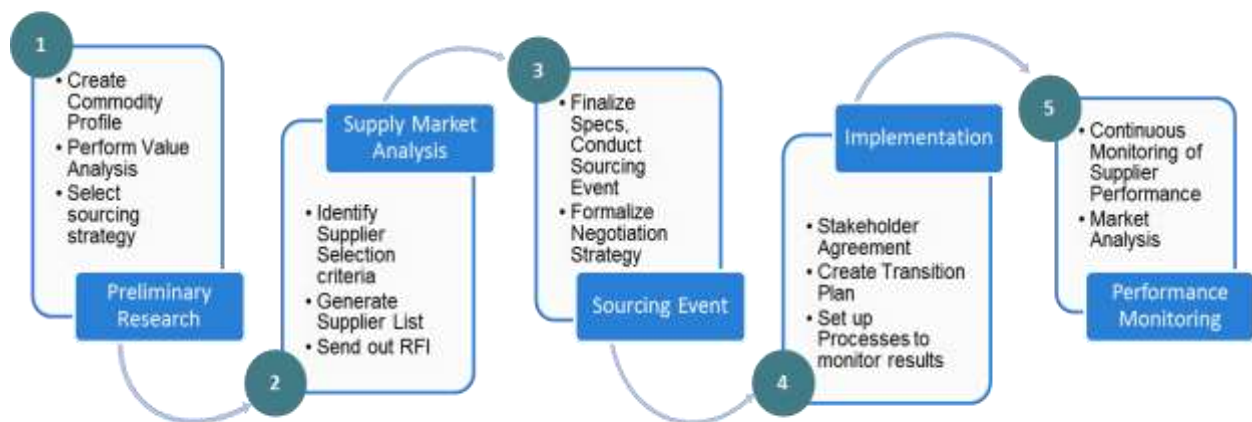 1
• Create
Commodity
Profile
• Perform Value
Analysis
• Select
sourcing
strategy
Preliminary
Research
2
Supply Market
Analysis
• Identify
Supplier
Selection
criteria
• Generate
Supplier List
• Send out RFI
3
• Finalize
Specs,
Conduct
Sourcing
Event
• Formalize
Negotiation
Strategy
Sourcing Event
4
Implementation
• Stakeholder
Agreement
• Create Transition
Plan
• Set up
Processes to
monitor results
5
• Continuous
Monitoring of
Supplier
Performance
• Market
Analysis
Performance
Monitoring